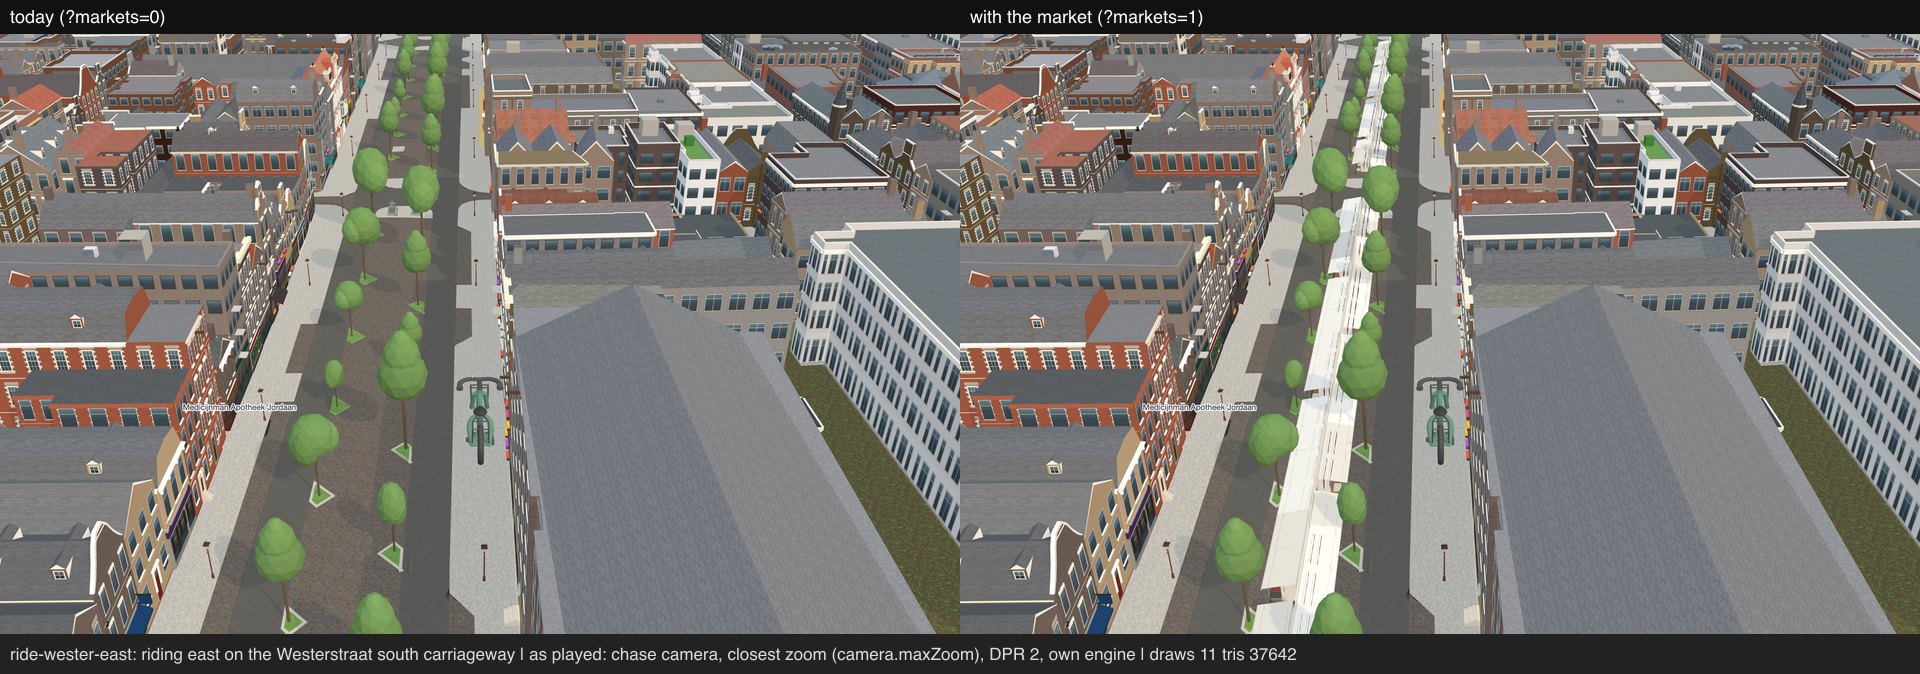 today (?markets=0)
with the market (?markets=1)
Medicijnman Apotheek Jordaan
Medicijnman Apotheek Jordaan
ride-wester-east: riding east on the Westerstraat south carriageway | as played: chase camera, closest zoom (camera.maxZoom), DPR 2, own engine | draws 11 tris 37642